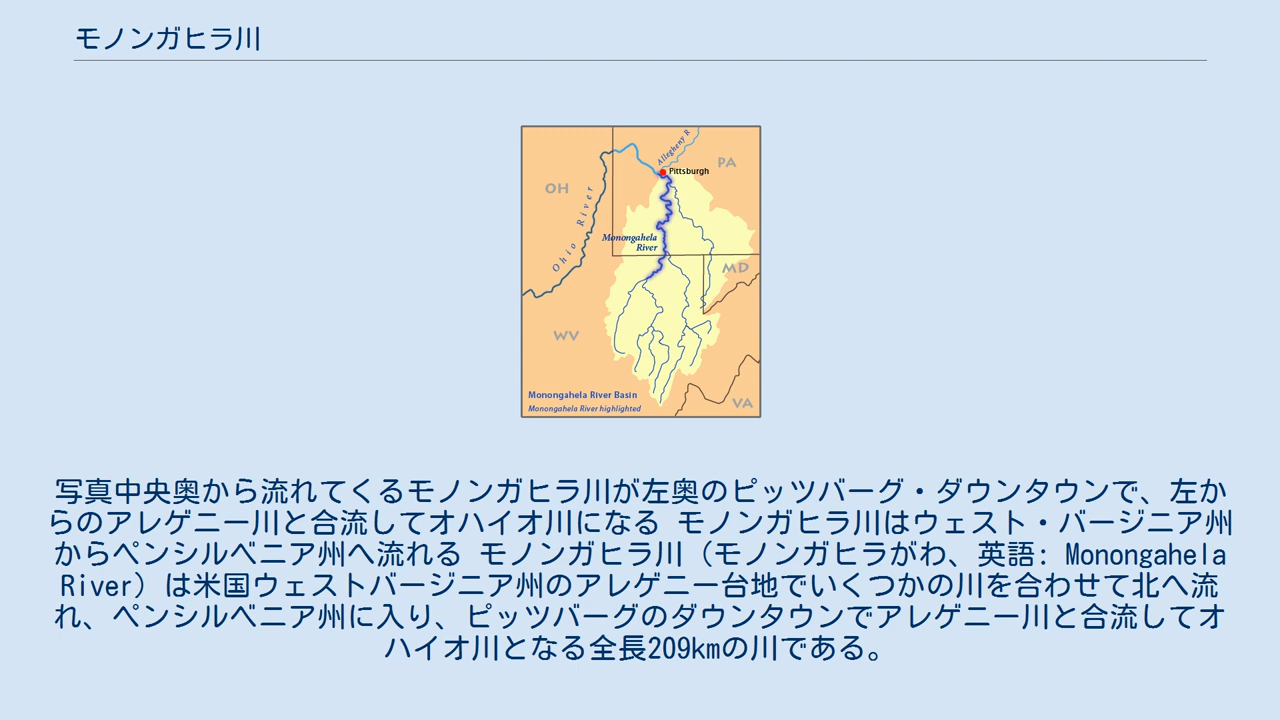 モノンガヒラ川
Allegheny R
PA
Pittsburgh
OH
Ohio River
Monongahela
River
MD
WV
Monongahela River Basin
Monongahela River highlighted
VA
写真中央奥から流れてくるモノンガヒラ川が左奥のピッツバーグ・ダウンタウンで、左か
らのアレゲニー川と合流してオハイオ川になる モノンガヒラ川はウェスト・バージニア州
からペンシルベニア州へ流れる モノンガヒラ川（モノンガヒラがわ、英語: Monongahela
River）は米国ウェストバージニア州のアレゲニー台地でいくつかの川を合わせて北へ流
れ、ペンシルベニア州に入り、ピッツバーグのダウンタウンでアレゲニー川と合流してオ
ハイオ川となる全長209kmの川である。